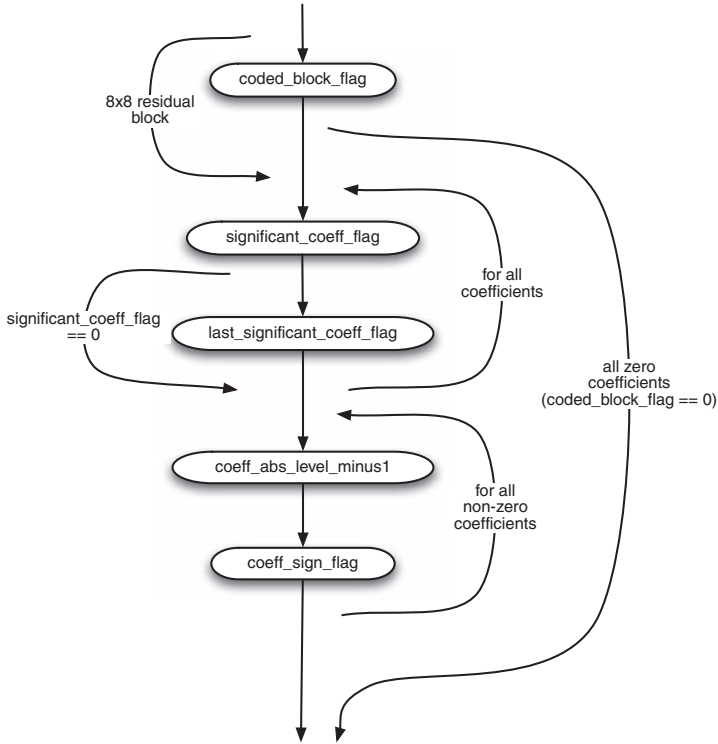 coded_block_flag
8x8 residual
block
significant_coeff_flag
for all
coefficients
significant_coeff_flag
== 0
last_significant_coeff_flag
all zero
coefficients
(coded_block_flag == 0)
coeff_abs_level_minus1
for all
non-zero
coefficients
coeff_sign_flag